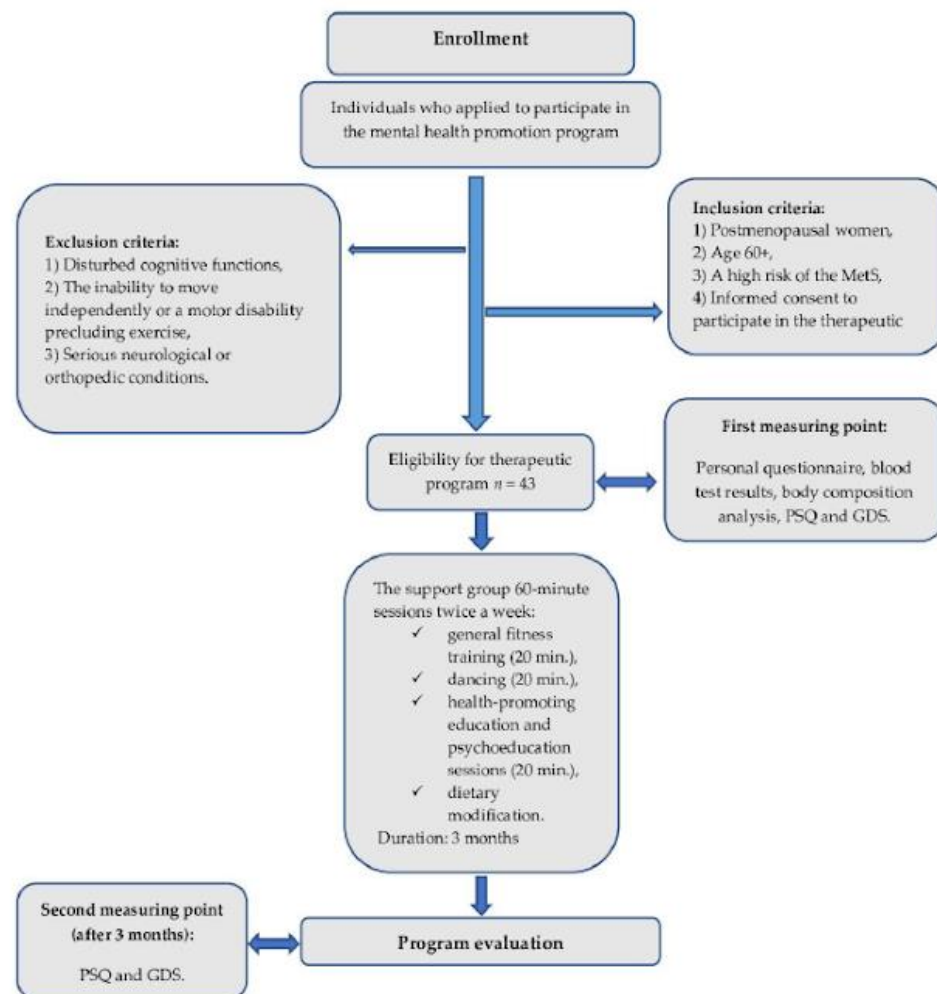 Enrollment
Individuals who applied to participate in
the mental health promotion program
Exclusion criteria:
1) Disturbed cognitive functions,
2) The inability to move
independently or a motor disability
precluding exercise,
3) Serious neurological or
orthopedic conditions.
Inclusion criteria:
1) Postmenopausal women,
2) Age 60+,
3) A high risk of the MetS,
4) Informed consent to
participate in the therapeutic
Eligibility for therapeutic
program n = 43
First measuring point:
Personal questionnaire, blood
test results, body composition
analysis, PSQ and GDS.
The support group 60-minute
sessions twice a week:
✓ general fitness
training (20 min.),
✓ dancing (20 min.),
✓ health-promoting
education and
psychoeducation
sessions (20 min.),
✓ dietary
modification.
Duration: 3 months
Second measuring point
(after 3 months):
PSQ and GDS.
Program evaluation